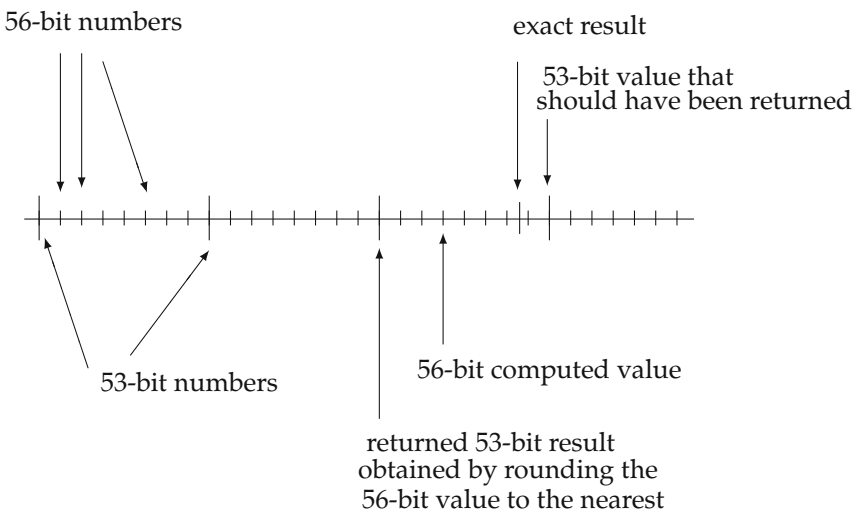 56-bit numbers
exact result
53-bit value that
should have been returned
53-bit numbers
56-bit computed value
returned 53-bit result
obtained by rounding the
56-bit value to the nearest